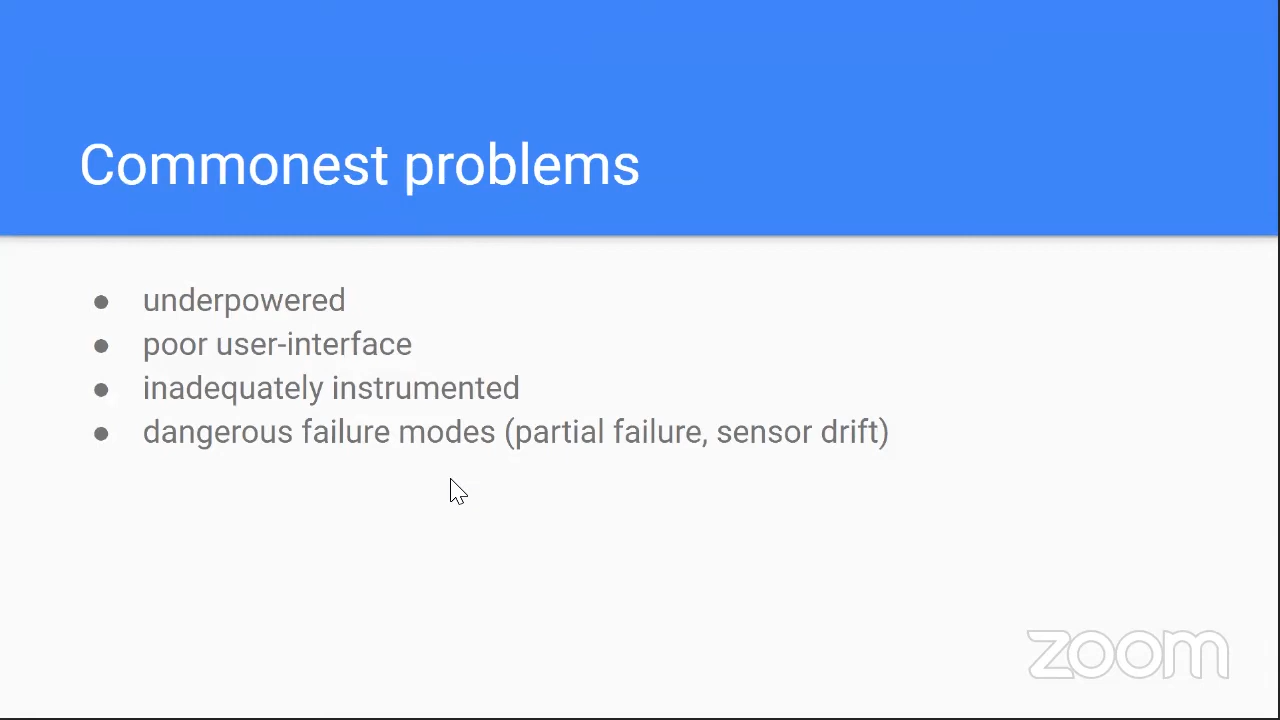 Commonest problems
● underpowered
● poor user-interface
● inadequately instrumented
● dangerous failure modes (partial failure, sensor drift)
zoom